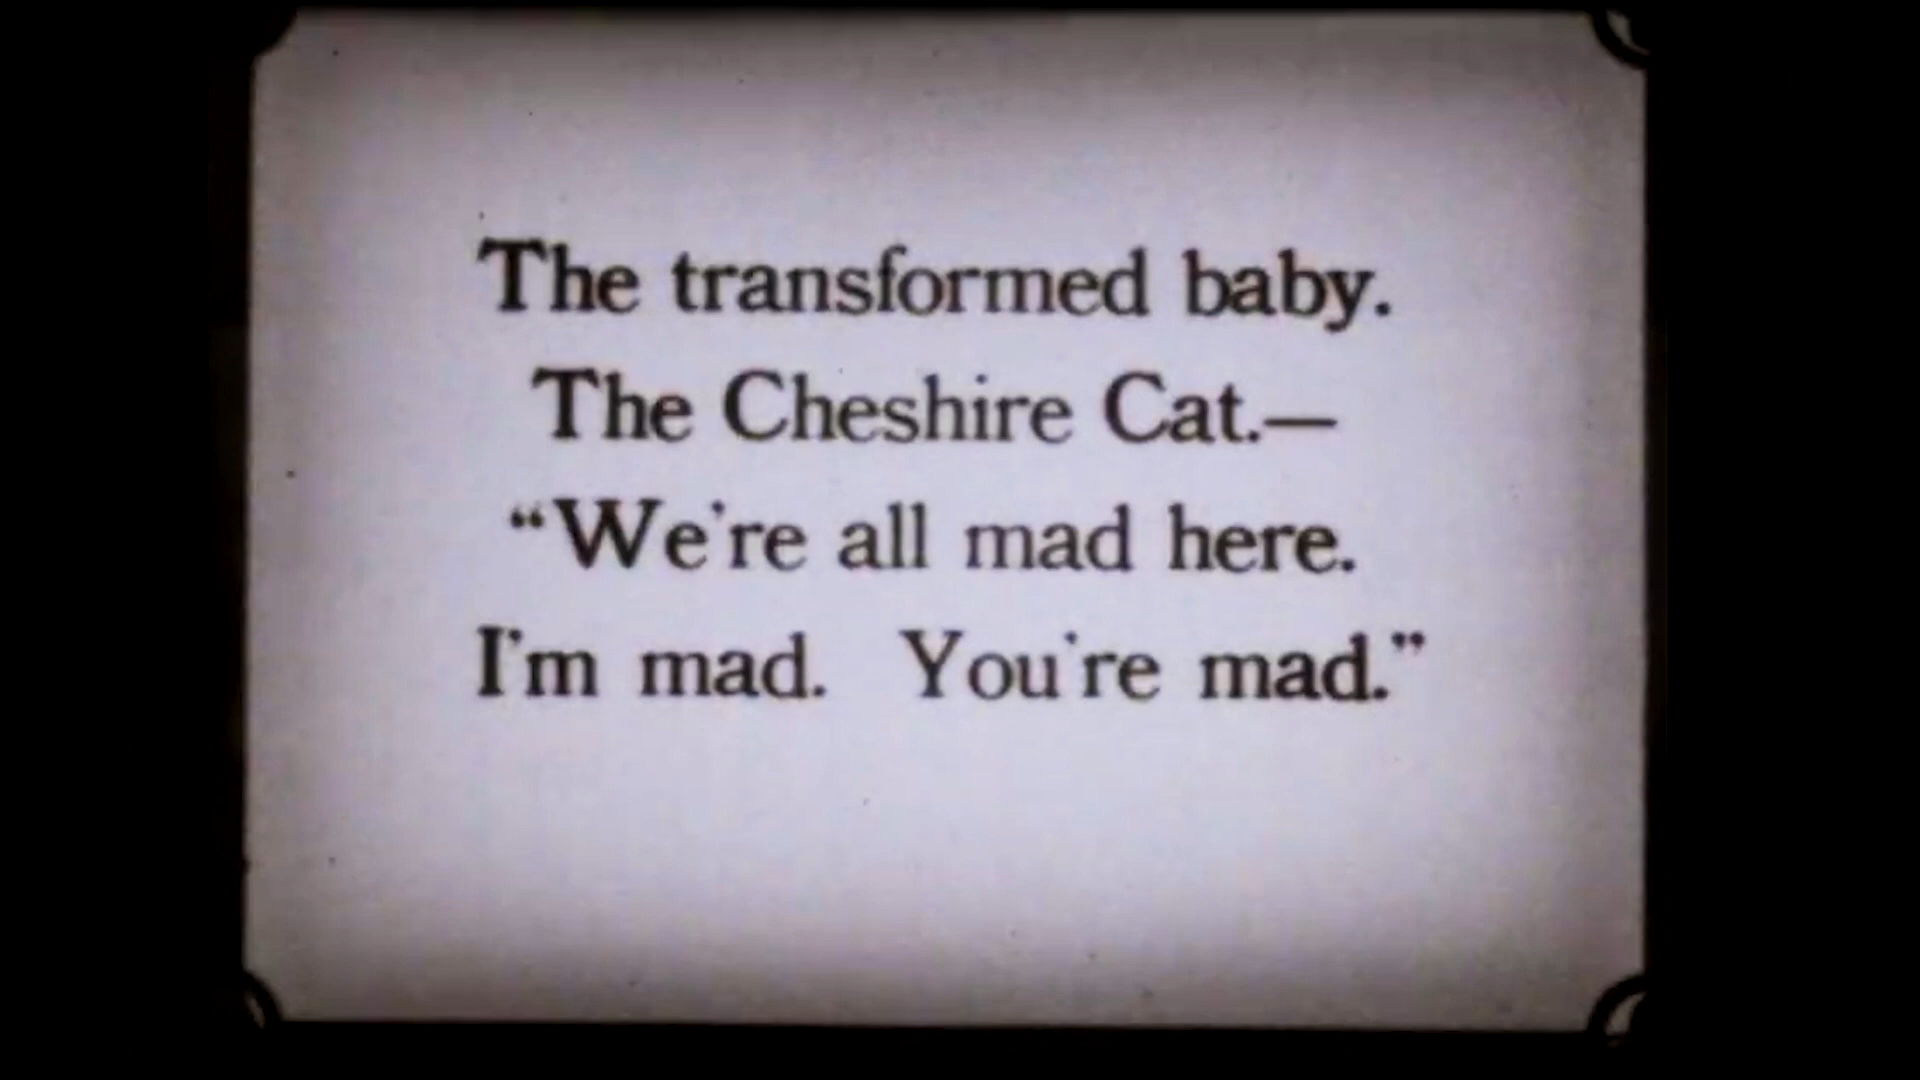 The transformed baby.
The Cheshire Cat.—
“We're all mad here.
I'm mad. You're mad.”